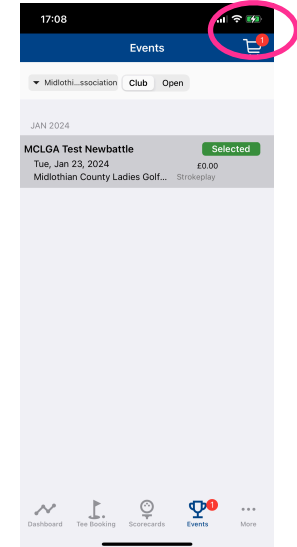 17:08
Events
1
Midlothi...ssociation Club Open
JAN 2024
MCLGA Test Newbattle Selected
Tue, Jan 23, 2024 £0.00
Midlothian County Ladies Golf... Strokeplay
1
Dashboard Tee Booking Scorecards Events More